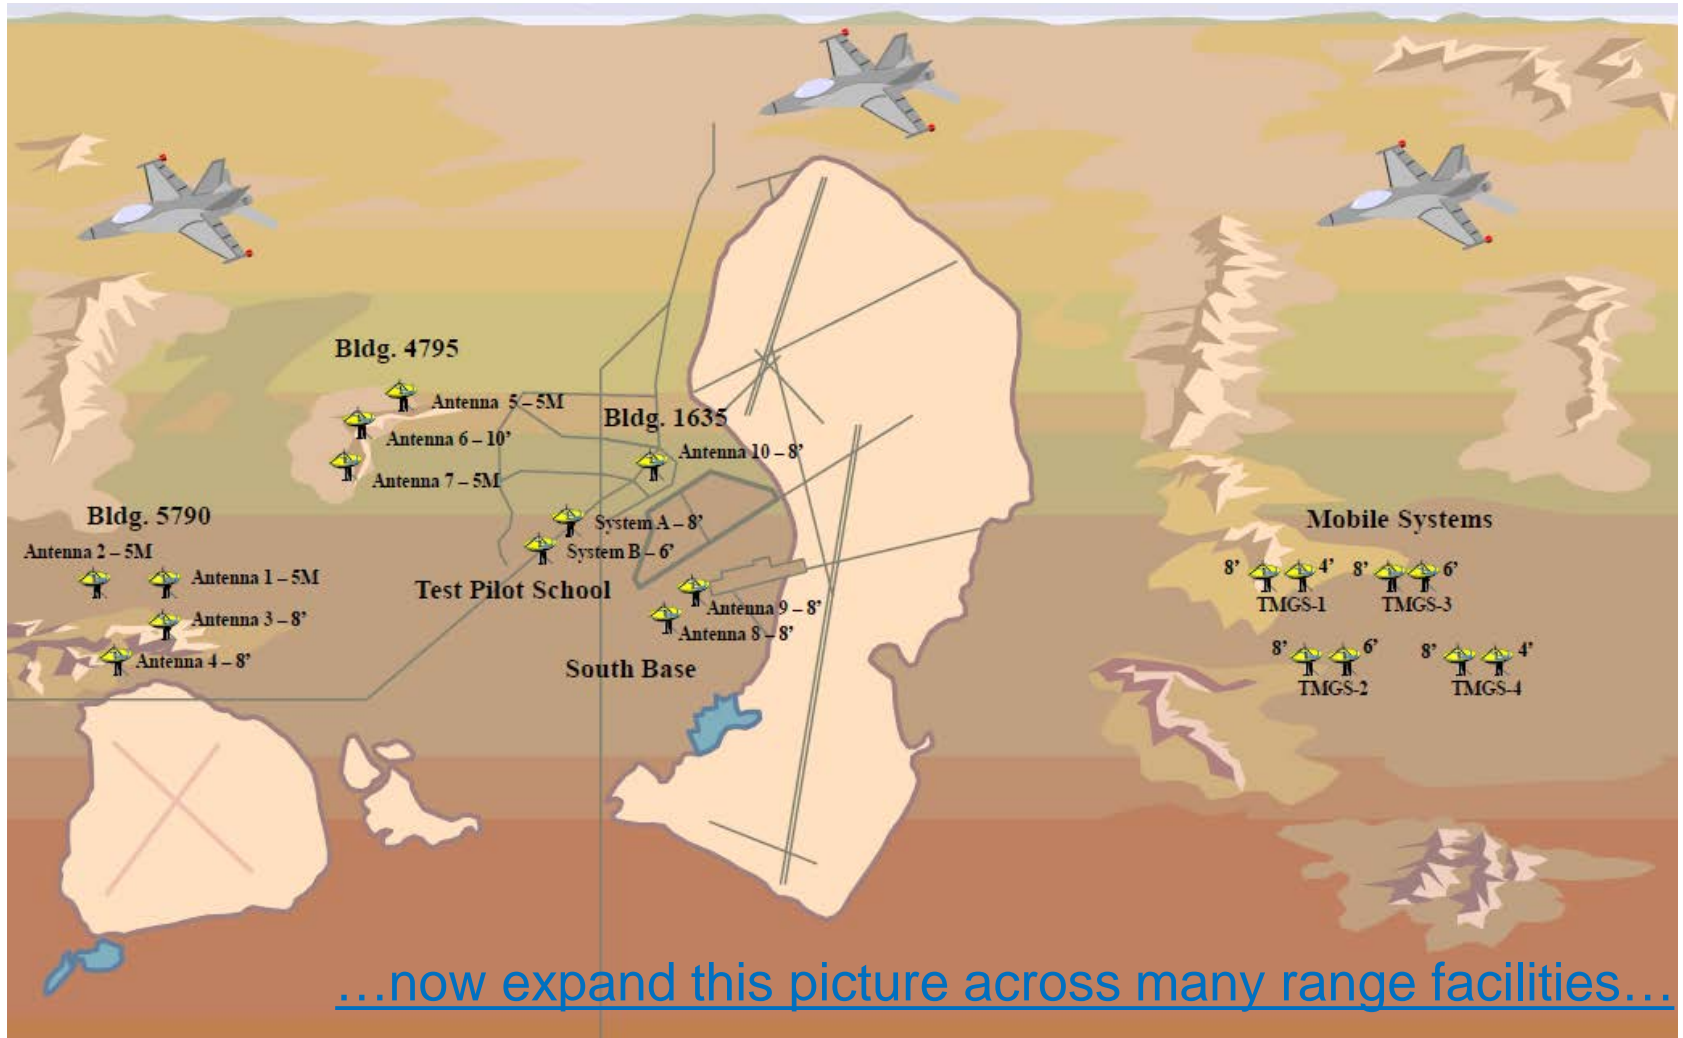 Bldg. 4795
Antenna  5 – 5M
Antenna 6 – 10’
Antenna 7 – 5M
Bldg. 1635
Antenna 10 – 8’
Bldg. 5790
Antenna 2 – 5M
Antenna 1 – 5M
Antenna 3 – 8’
Antenna 4 – 8’
System A – 8’
System B – 6’
Test Pilot School
Antenna 9 – 8’
Antenna 8 – 8’
South Base
Mobile Systems
8’ 4’ 8’ 6’
TMGS-1 TMGS-3
8’ 6’ 8’ 4’
TMGS-2 TMGS-4
…now expand this picture across many range facilities…